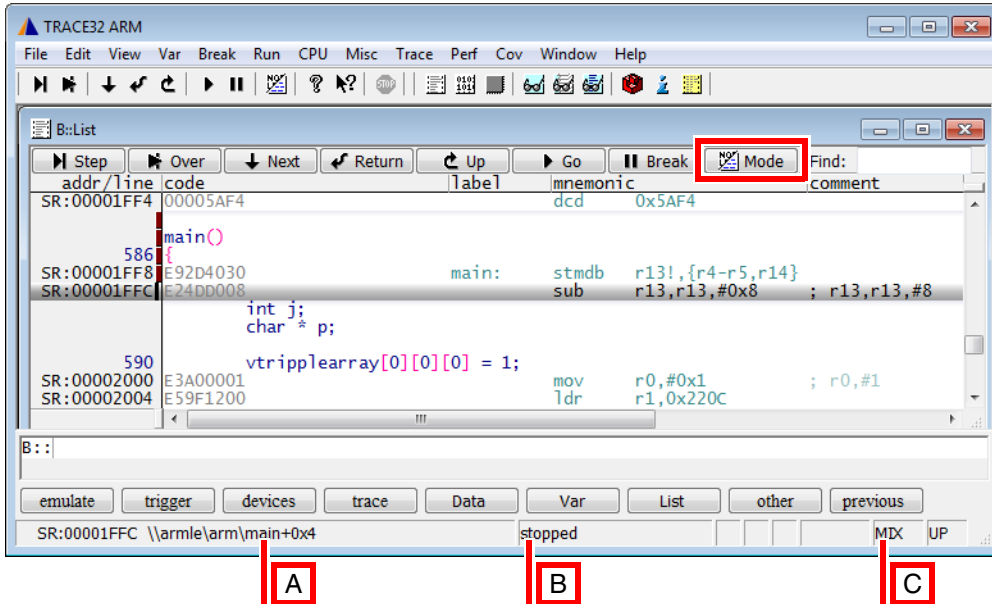 TRACE32 ARM
File Edit View Var Break Run CPU Misc Trace Perf Cov Window Help
B::List
Step Over Next Return Up Go Break Mode Find:
addr/line code label mnemonic comment
SR:00001FF4 00005AF4 dcd 0x5AF4
main()
586 {
SR:00001FF8 E92D4030 main: stmdb r13!,{r4-r5,r14}
SR:00001FFC E24DD008 sub r13,r13,#0x8 ; r13,r13,#8
int j;
char * p;
590 vtripplearray[0][0][0] = 1;
SR:00002000 E3A00001 mov r0,#0x1 ; r0,#1
SR:00002004 E59F1200 ldr r1,0x220C
B::
emulate trigger devices trace Data Var List other previous
SR:00001FFC \\armle\arm\main+0x4 stopped MIX UP
A B C